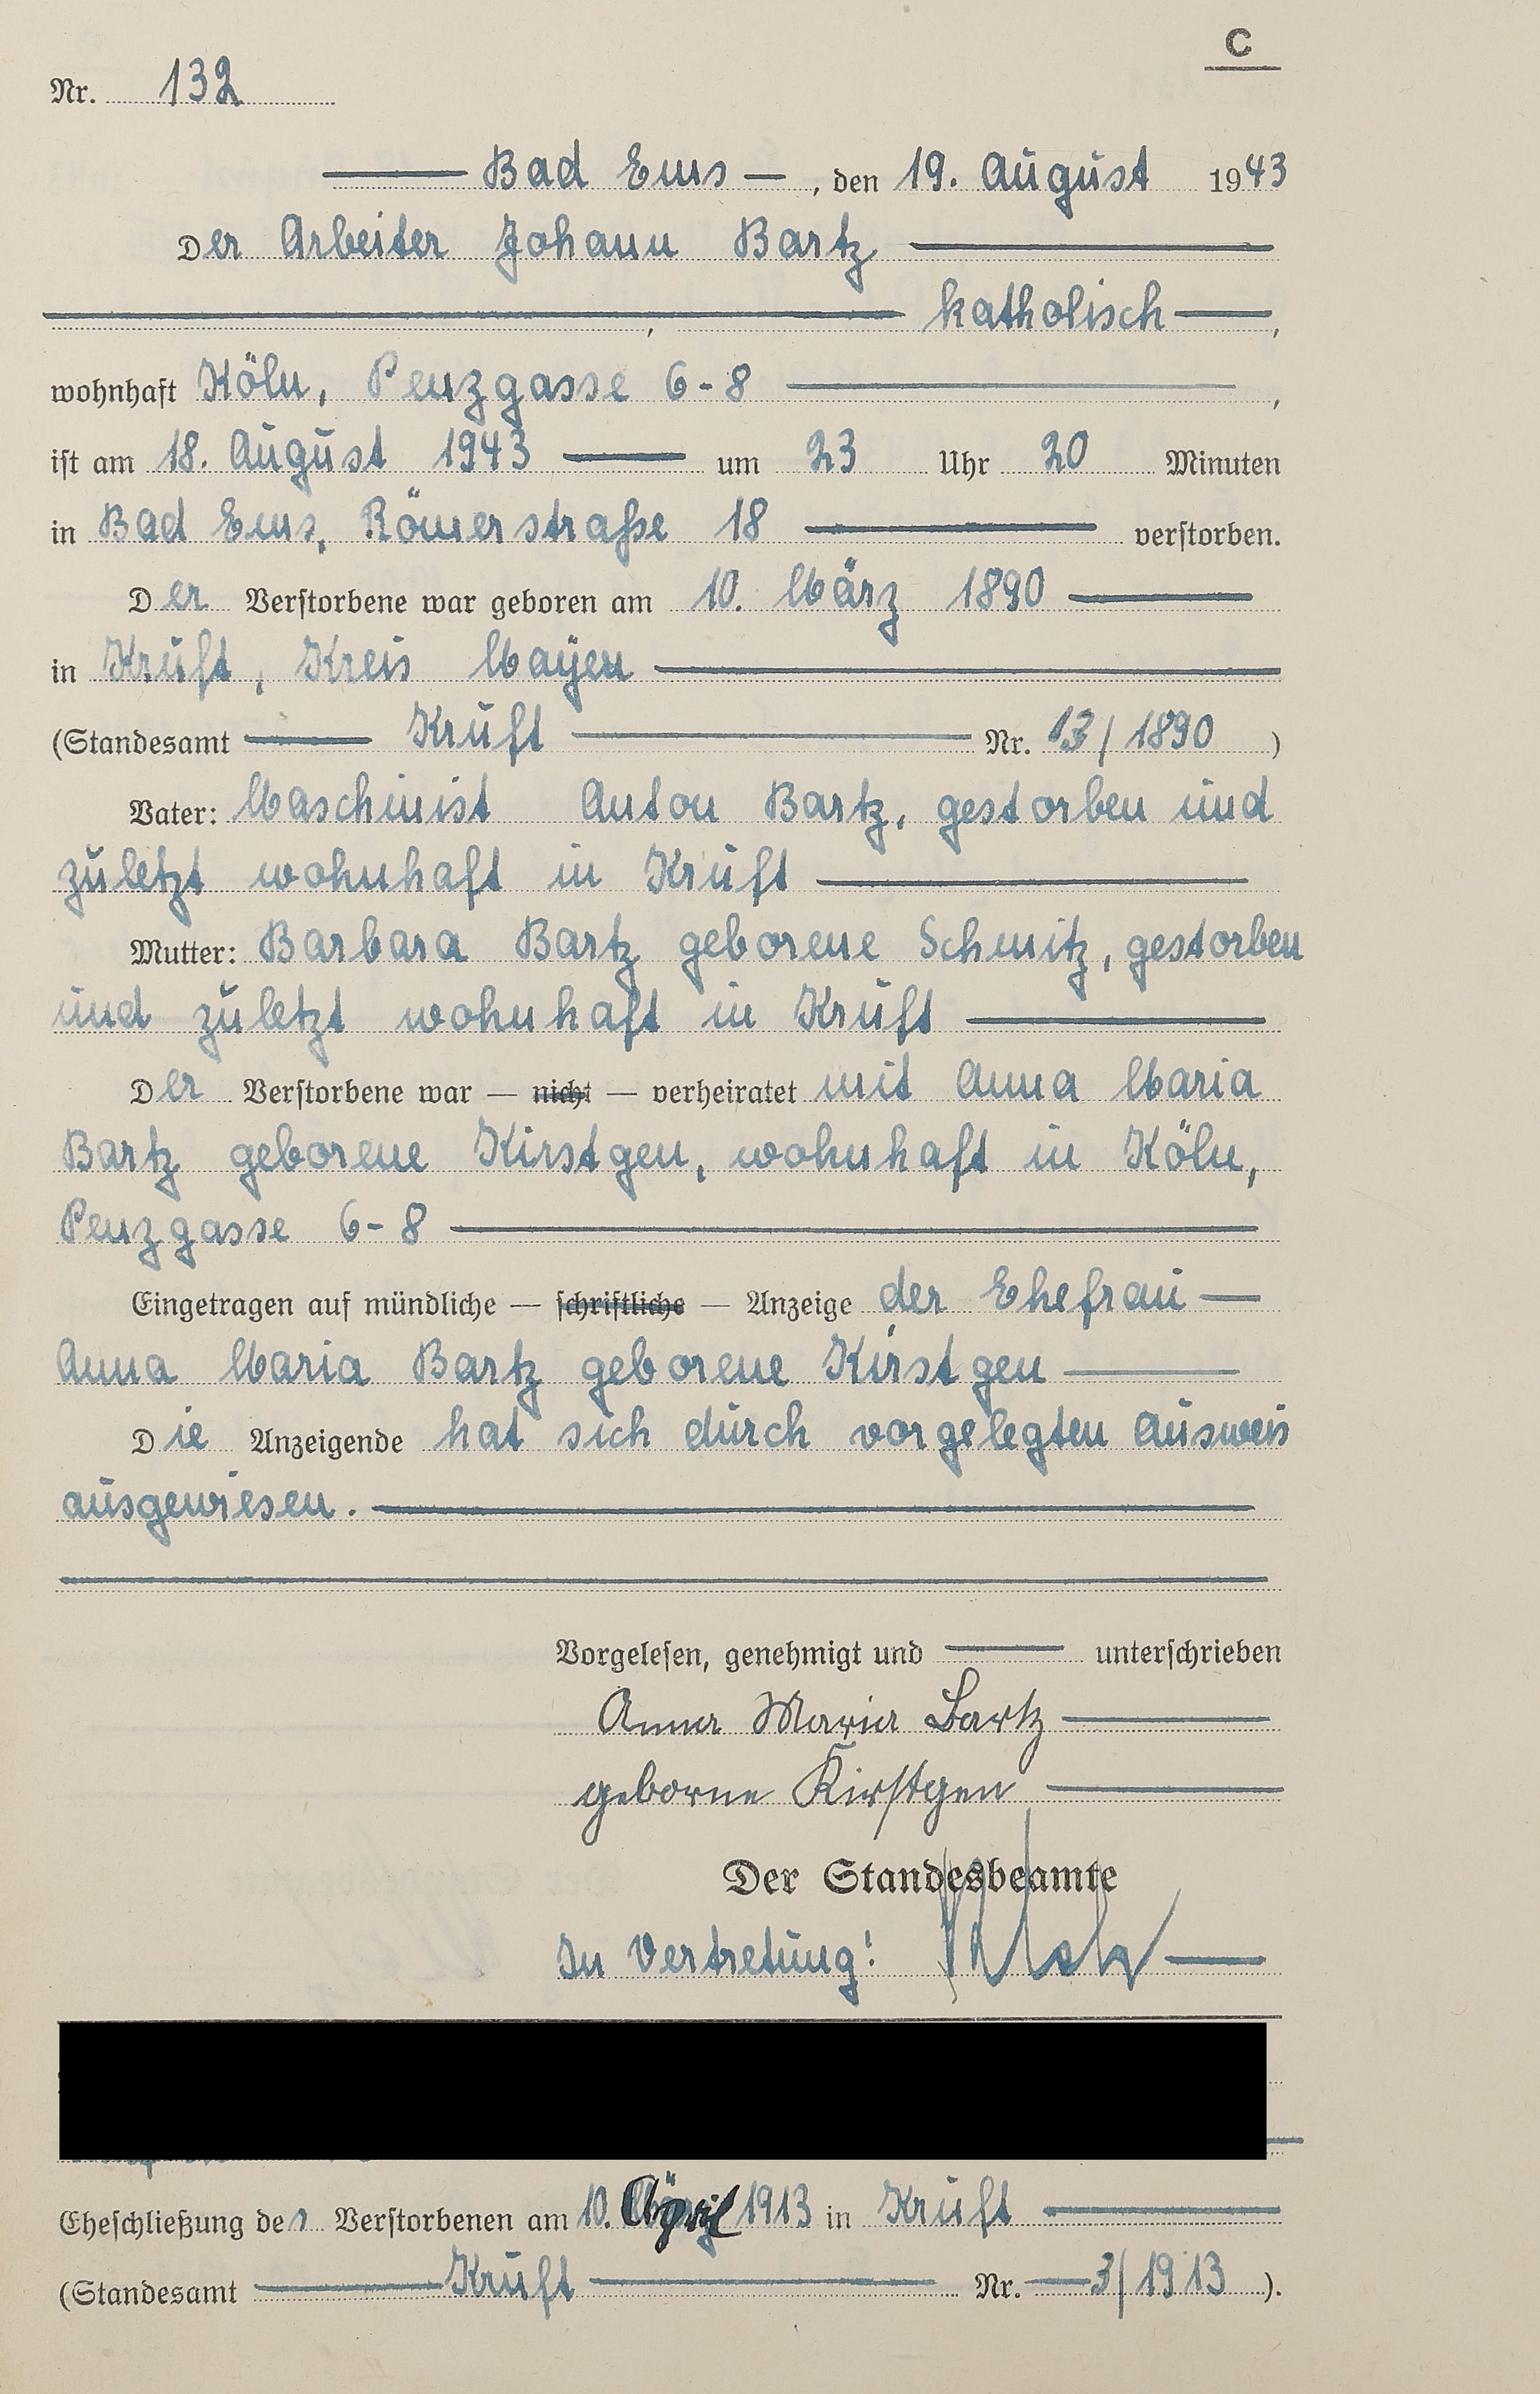 C
Nr. 132
Bad Ems, den 19. August 1943
Der Arbeiter Johann Bartz
, katholisch,
wohnhaft Köln, Penzgasse 6-8,
ist am 18. August 1943 um 23 Uhr 20 Minuten
in Bad Ems, Römerstraße 18 verstorben.
Der Verstorbene war geboren am 10. März 1890
in Kruft, Kreis Mayen
(Standesamt Kruft Nr. 13/1890)
Vater: Maschinist Anton Bartz, gestorben und
zuletzt wohnhaft in Kruft
Mutter: Barbara Bartz geborene Schmitz, gestorben
und zuletzt wohnhaft in Kruft
Der Verstorbene war — nicht — verheiratet mit Anna Maria
Bartz geborene Kirstgen, wohnhaft in Köln,
Penzgasse 6-8
Eingetragen auf mündliche — schriftliche — Anzeige der Ehefrau
Anna Maria Bartz geborene Kirstgen
Die Anzeigende hat sich durch vorgelegten Ausweis
ausgewiesen.
Vorgelesen, genehmigt und unterschrieben
Anna Maria Bartz
geborne Kirstgen
Der Standesbeamte
In Vertretung:
Eheschließung des Verstorbenen am 10. April 1913 in Kruft
(Standesamt Kruft Nr. 3/1913).